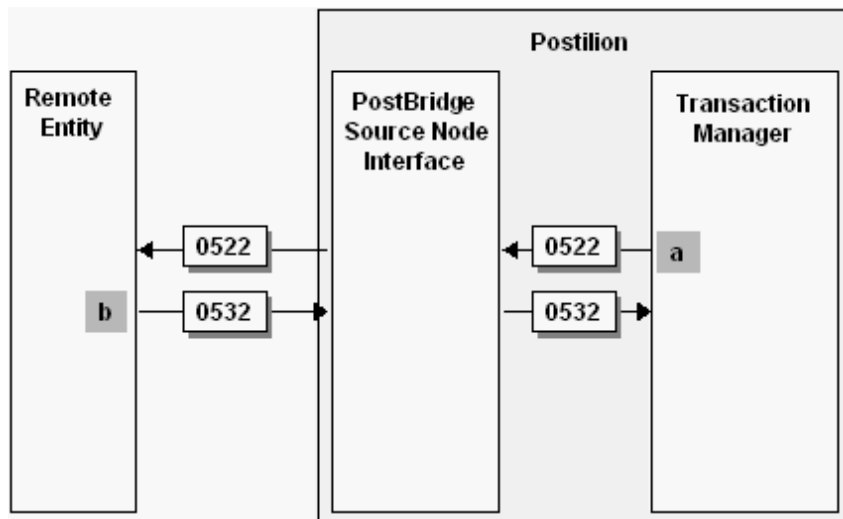 Postilion
Remote
Entity
PostBridge
Source Node
Interface
Transaction
Manager
0522
0522
a
b
0532
0532